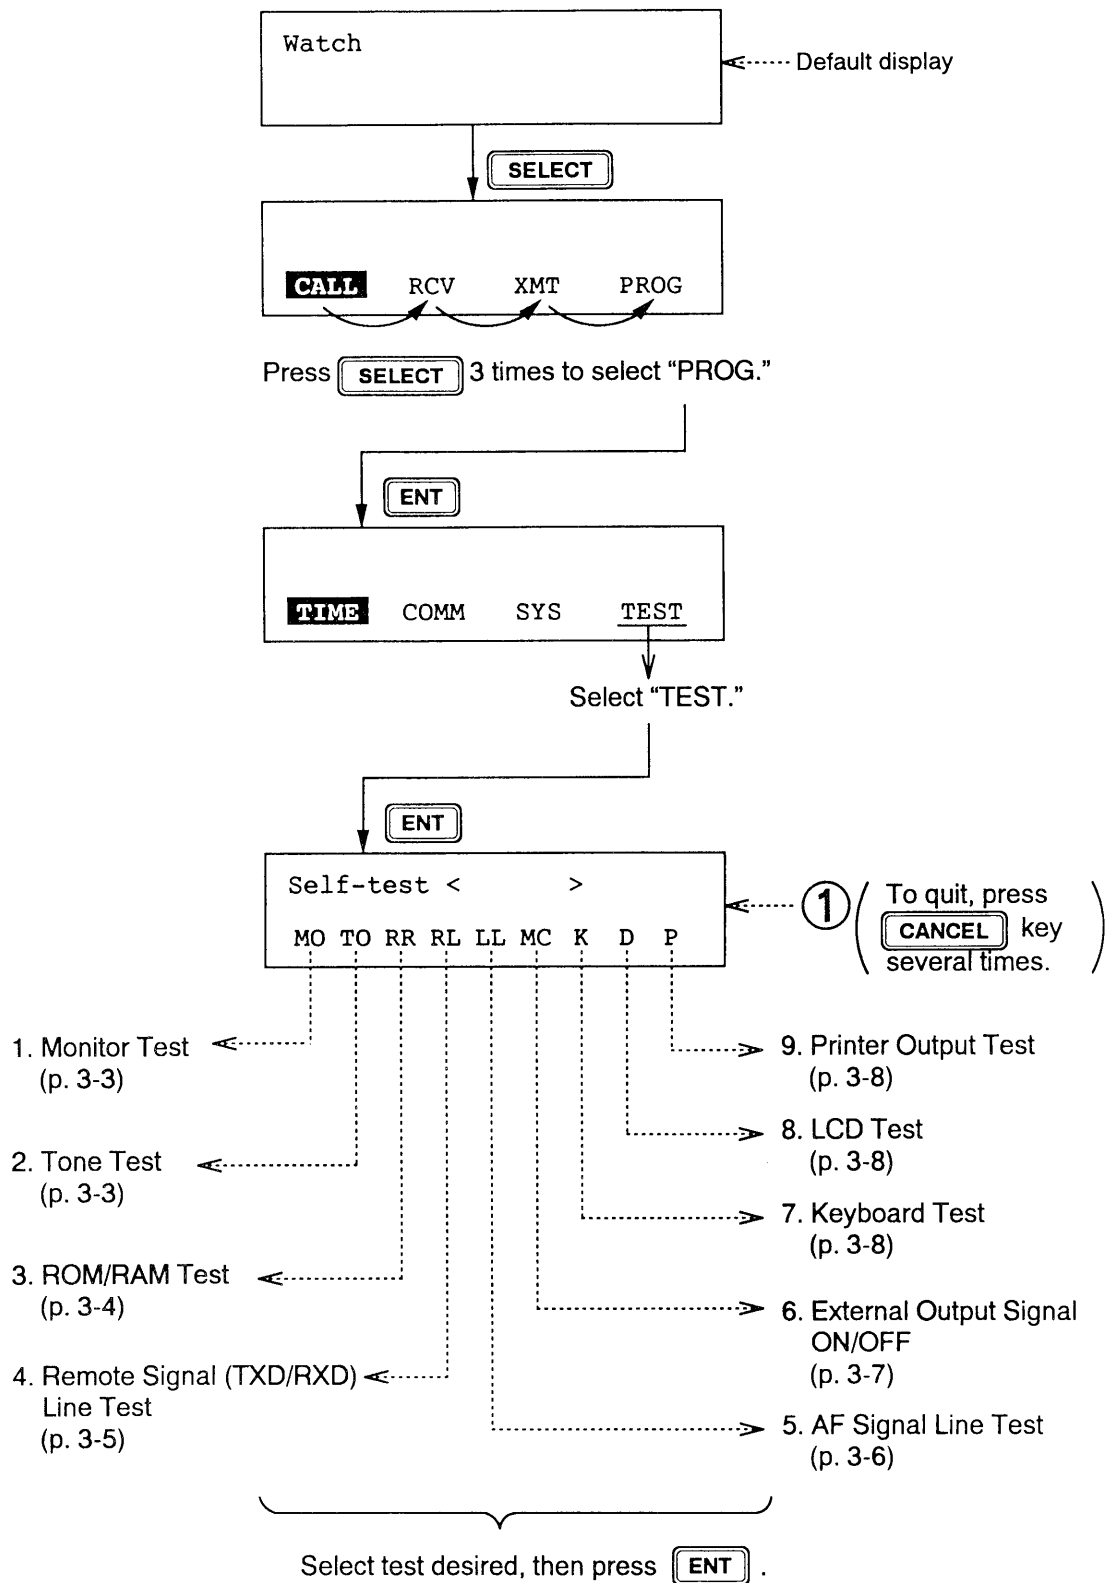 Watch
Default display
SELECT
CALL RCV XMT PROG
Press SELECT 3 times to select “PROG.”
ENT
TIME COMM SYS TEST
Select “TEST.”
ENT
Self-test < >
MO TO RR RL LL MC K D P
① To quit, press
CANCEL key
several times.
1. Monitor Test
(p. 3-3)
2. Tone Test
(p. 3-3)
3. ROM/RAM Test
(p. 3-4)
4. Remote Signal (TXD/RXD)
Line Test
(p. 3-5)
9. Printer Output Test
(p. 3-8)
8. LCD Test
(p. 3-8)
7. Keyboard Test
(p. 3-8)
6. External Output Signal
ON/OFF
(p. 3-7)
5. AF Signal Line Test
(p. 3-6)
Select test desired, then press ENT .